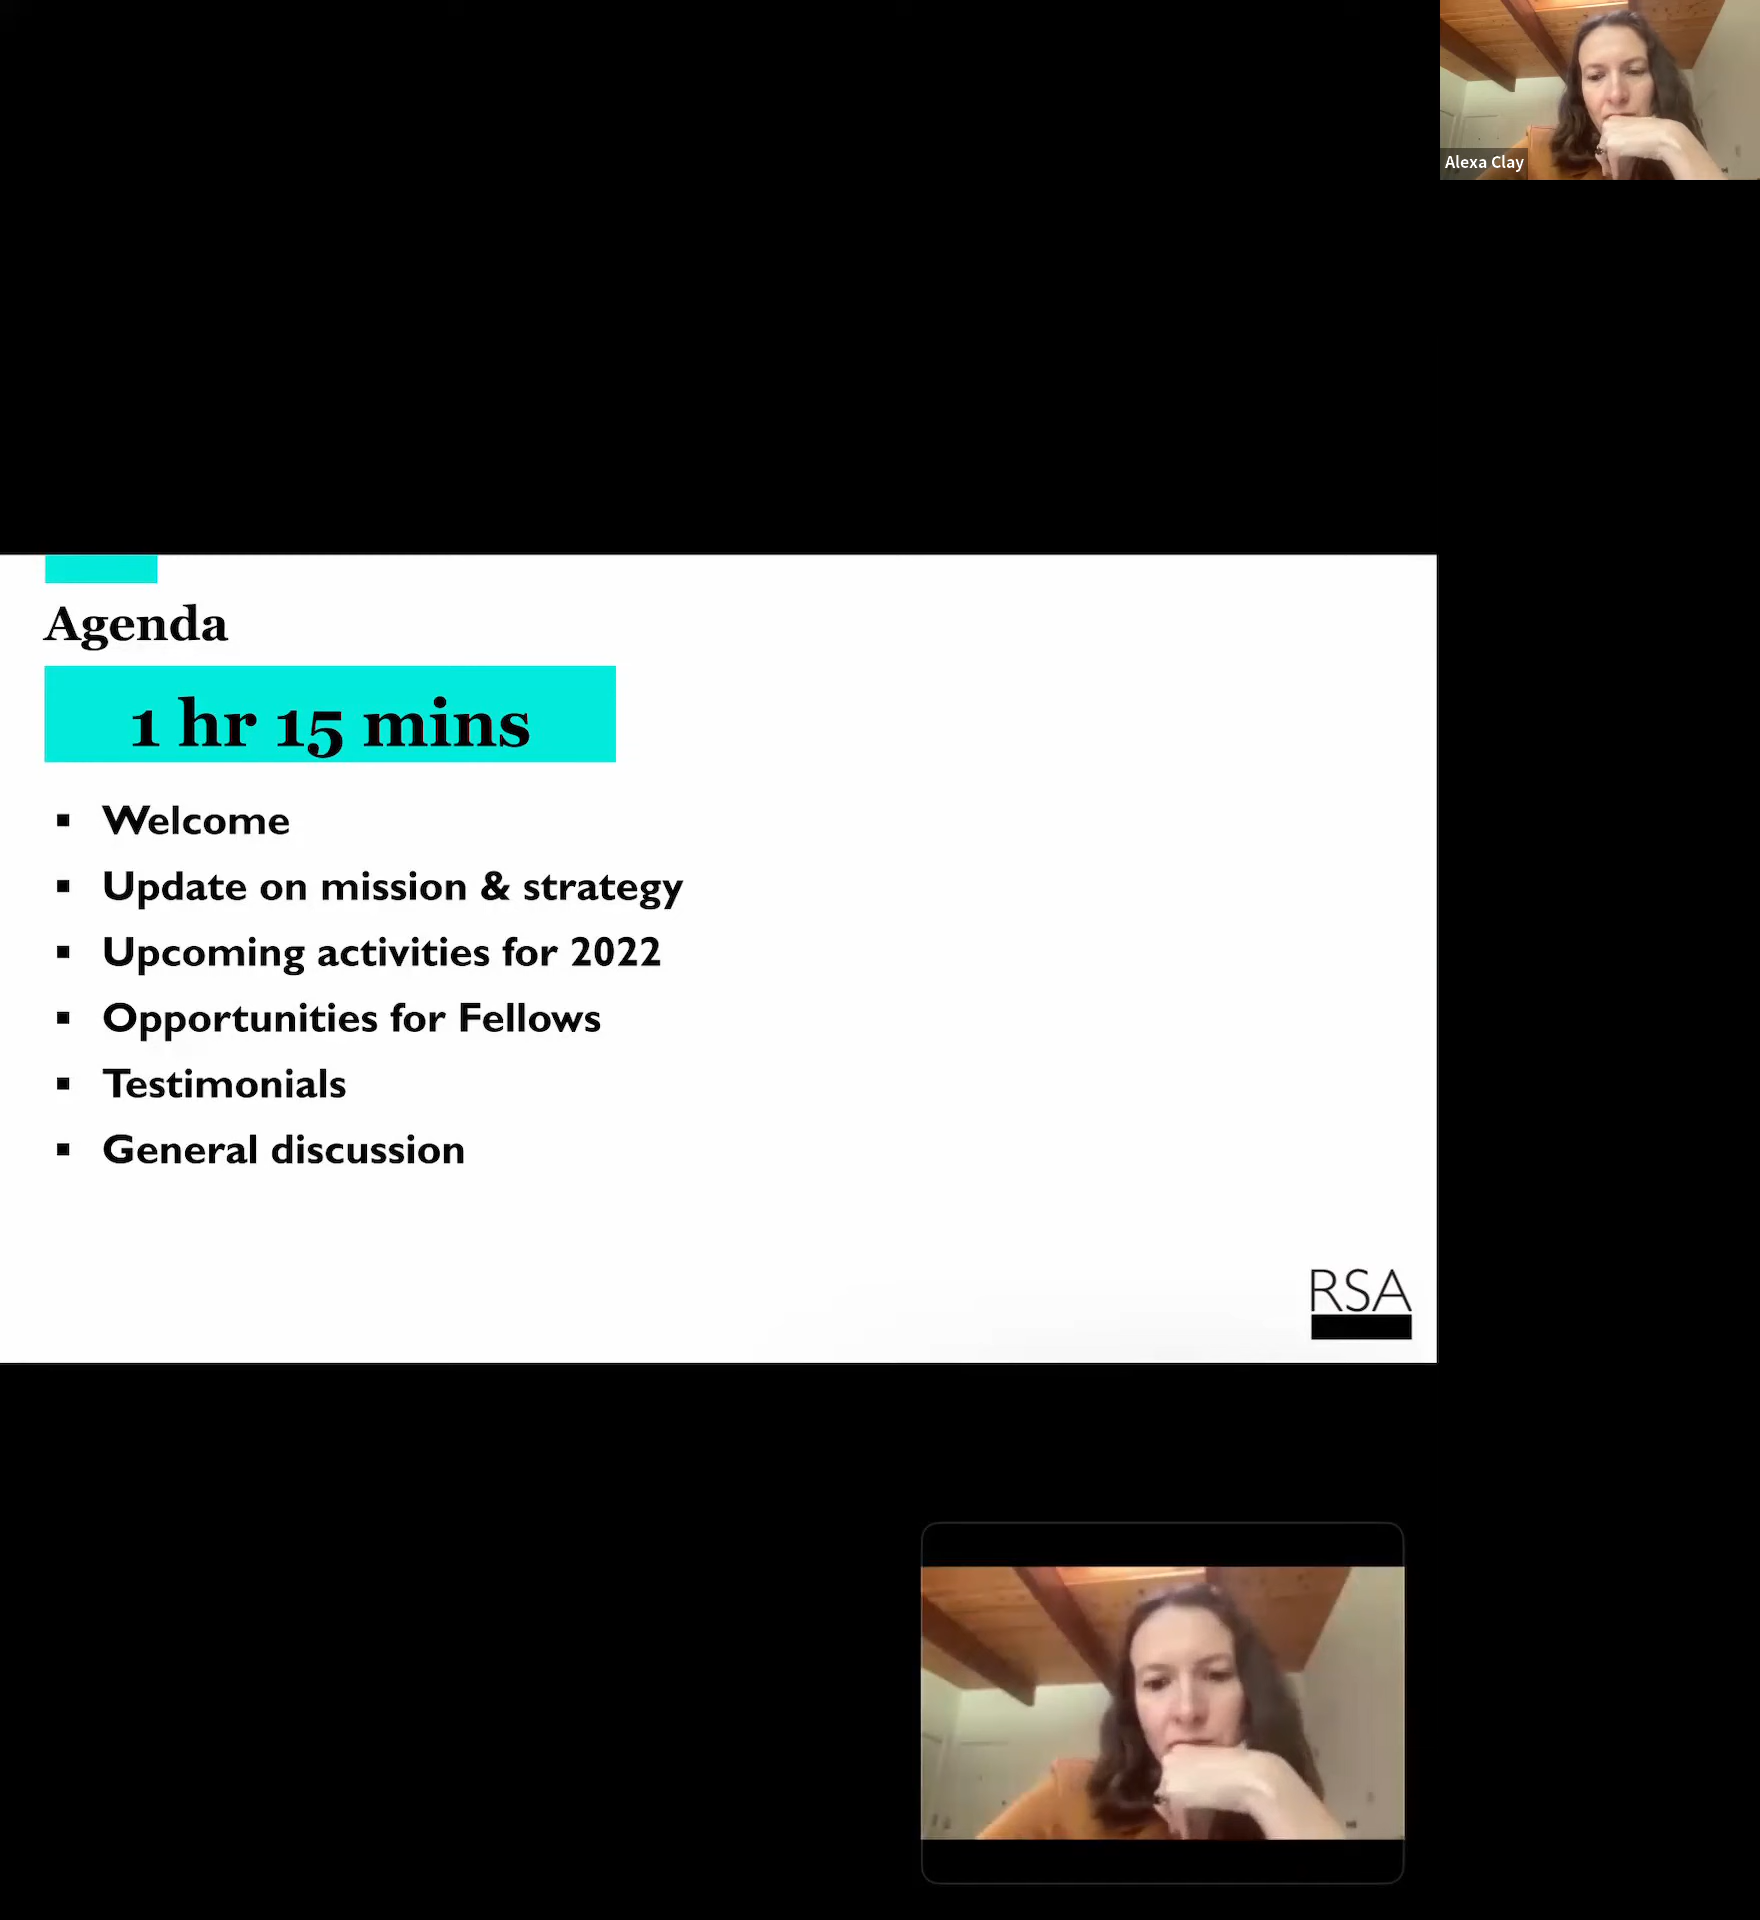 Alexa Clay
Agenda
1 hr 15 mins
▪ Welcome
▪ Update on mission & strategy
▪ Upcoming activities for 2022
▪ Opportunities for Fellows
▪ Testimonials
▪ General discussion
RSA